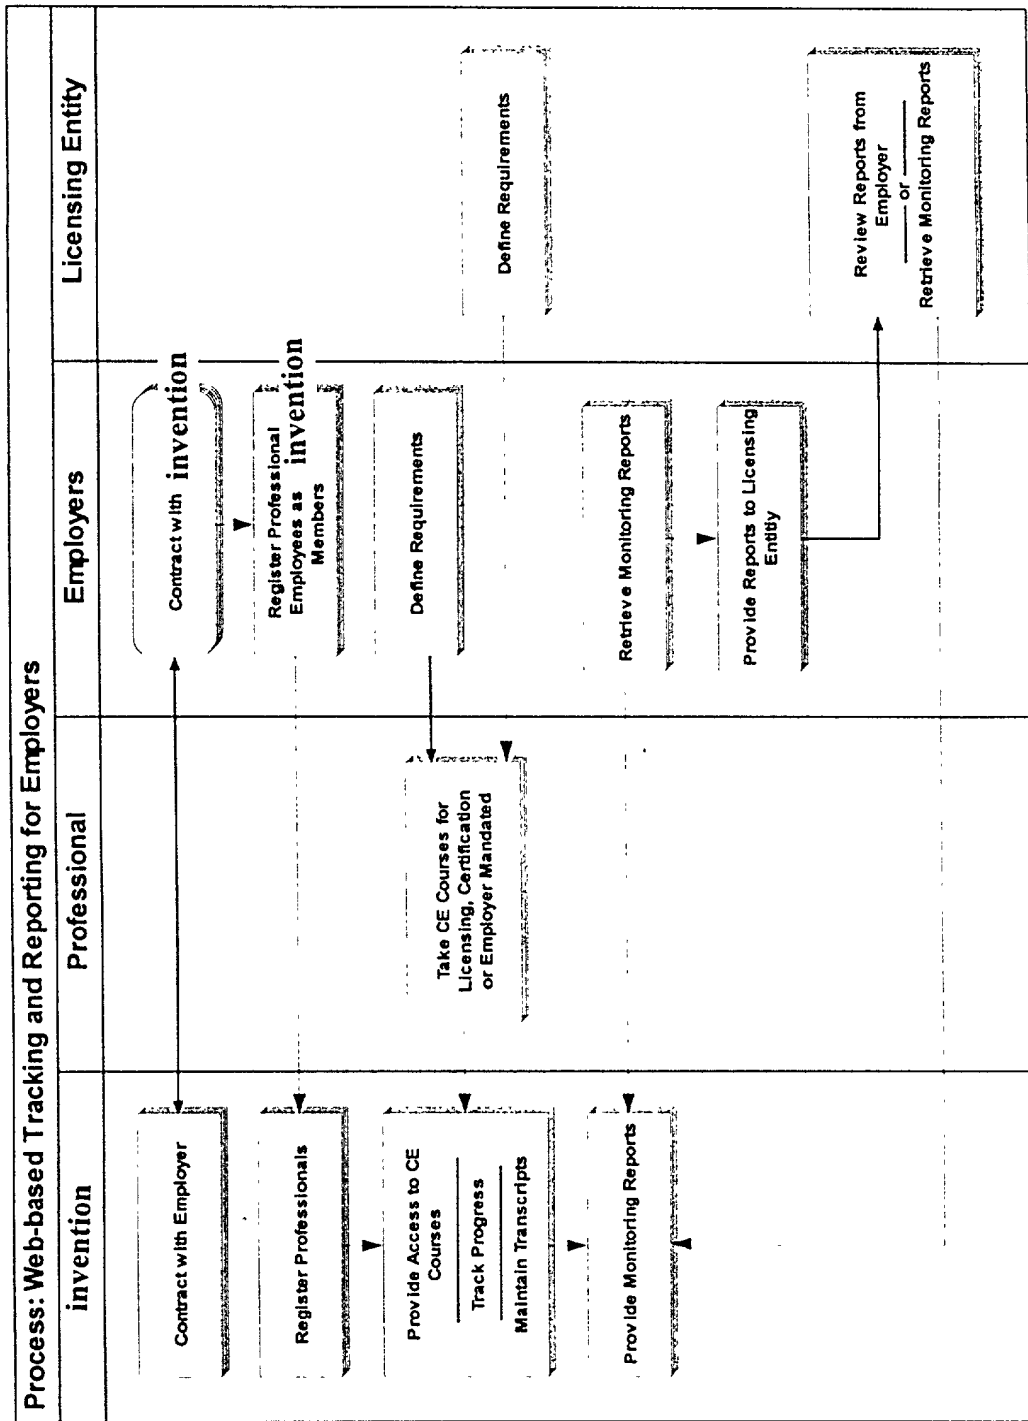 Process: Web-based Tracking and Reporting for Employers
invention
Professional
Employers
Licensing Entity
Contract with Employer
Register Professionals
Provide Access to CE
Courses
Track Progress
Maintain Transcripts
Provide Monitoring Reports
Take CE Courses for
Licensing, Certification
or Employer Mandated
Contract with invention
Register Professional
Employees as invention
Members
Define Requirements
Retrieve Monitoring Reports
Provide Reports to Licensing
Entitiy
Define Requirements
Review Reports from
Employer
or
Retrieve Monitoring Reports